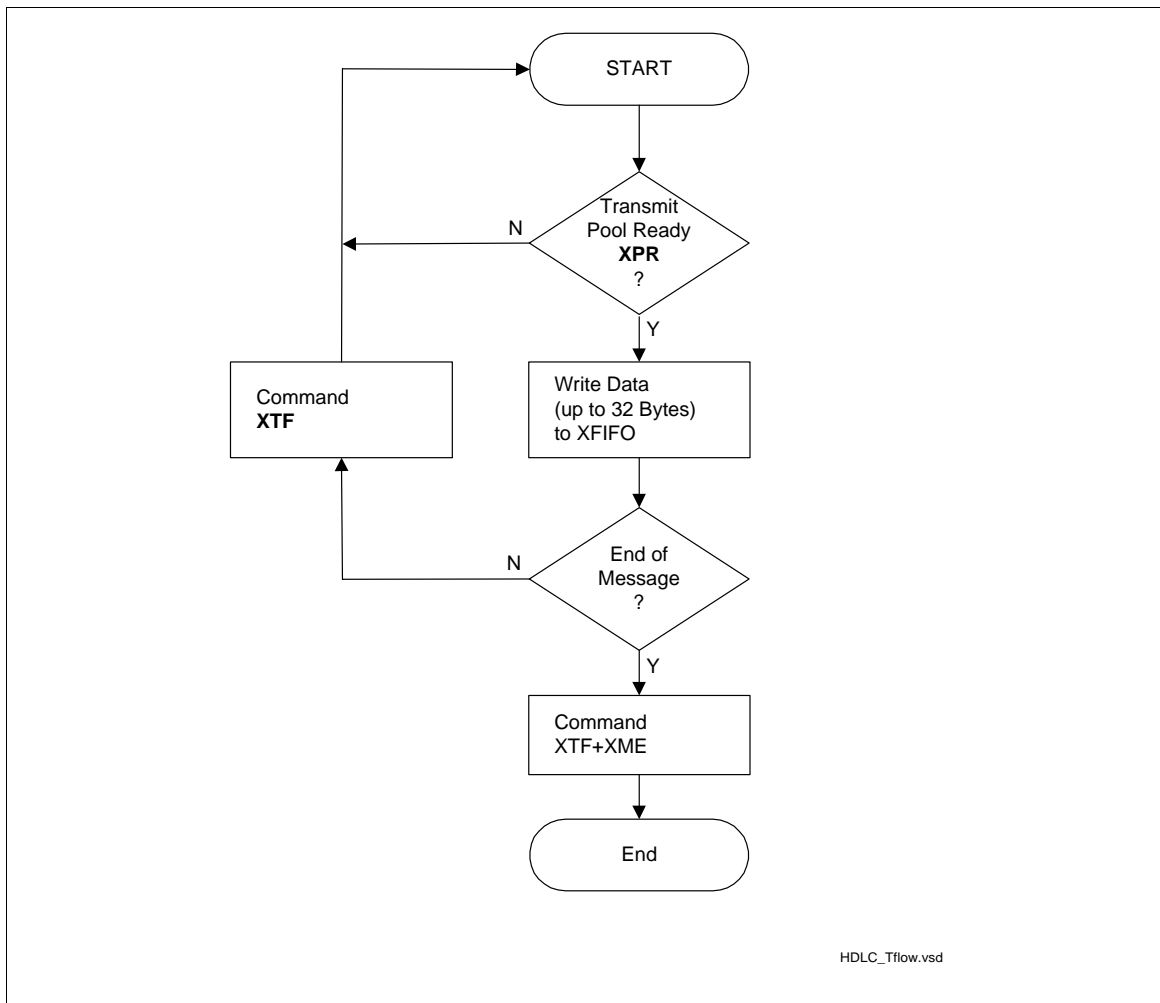 START
Transmit
Pool Ready
XPR
?
N
Y
Command
XTF
Write Data
(up to 32 Bytes)
to XFIFO
End of
Message
?
N
Y
Command
XTF+XME
End
HDLC_Tflow.vsd